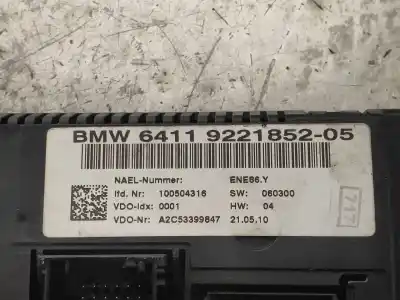 BMW 6411 9221852-05
NAEL-Nummer: ENE66.Y
lfd. Nr: 100504316 SW: 060300
VDO-Idx: 0001 HW: 04
VDO-Nr: A2C53399847 21.05.10